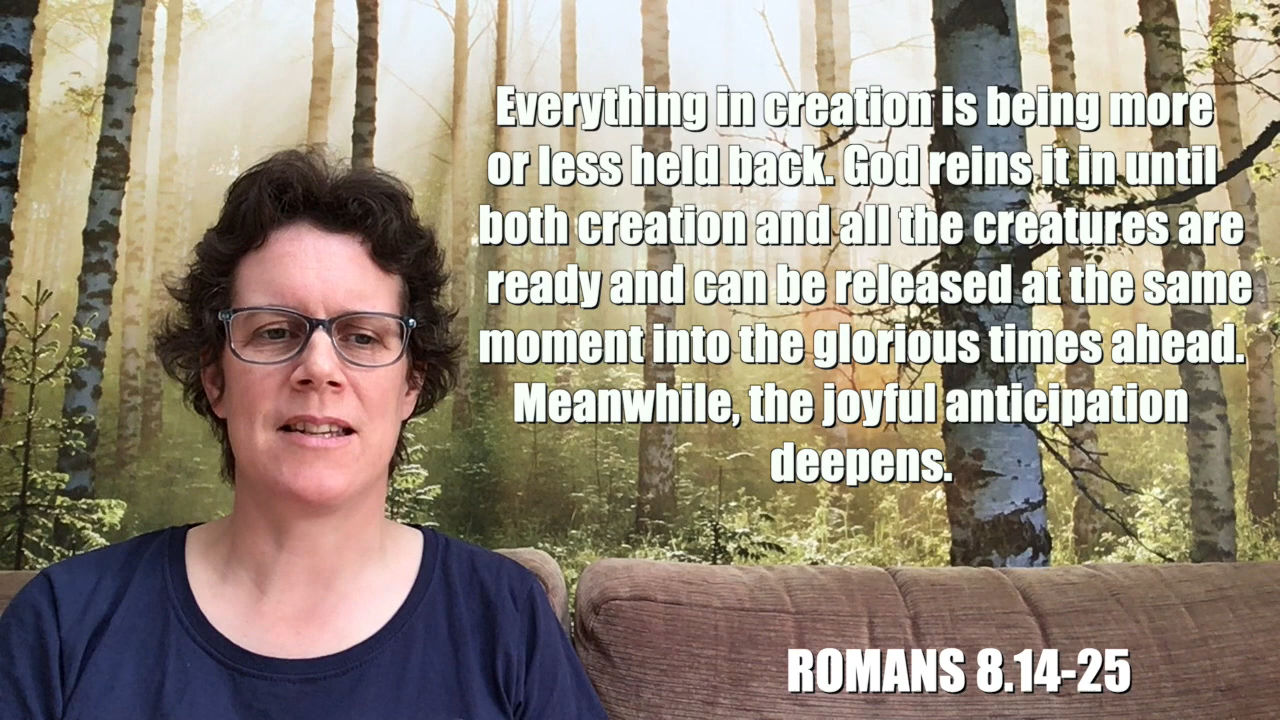 Everything in creation is being more
or less held back. God reins it in until
both creation and all the creatures are
ready and can be released at the same
moment into the glorious times ahead.
Meanwhile, the joyful anticipation
deepens.
ROMANS 8.14-25